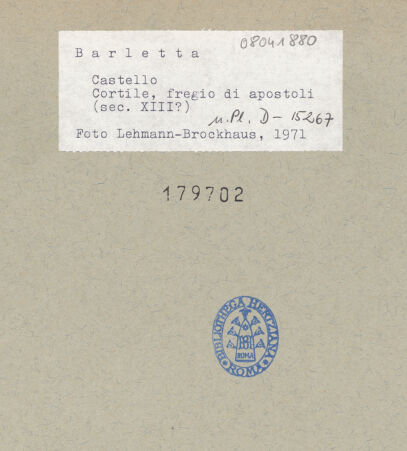 08041880
Barletta
Castello
Cortile, fregio di apostoli
(sec. XIII?)
n.Pl. D-15267
Foto Lehmann-Brockhaus, 1971
179702
BIBLIOTHECA HERTZIANA
ROMA
ROMA